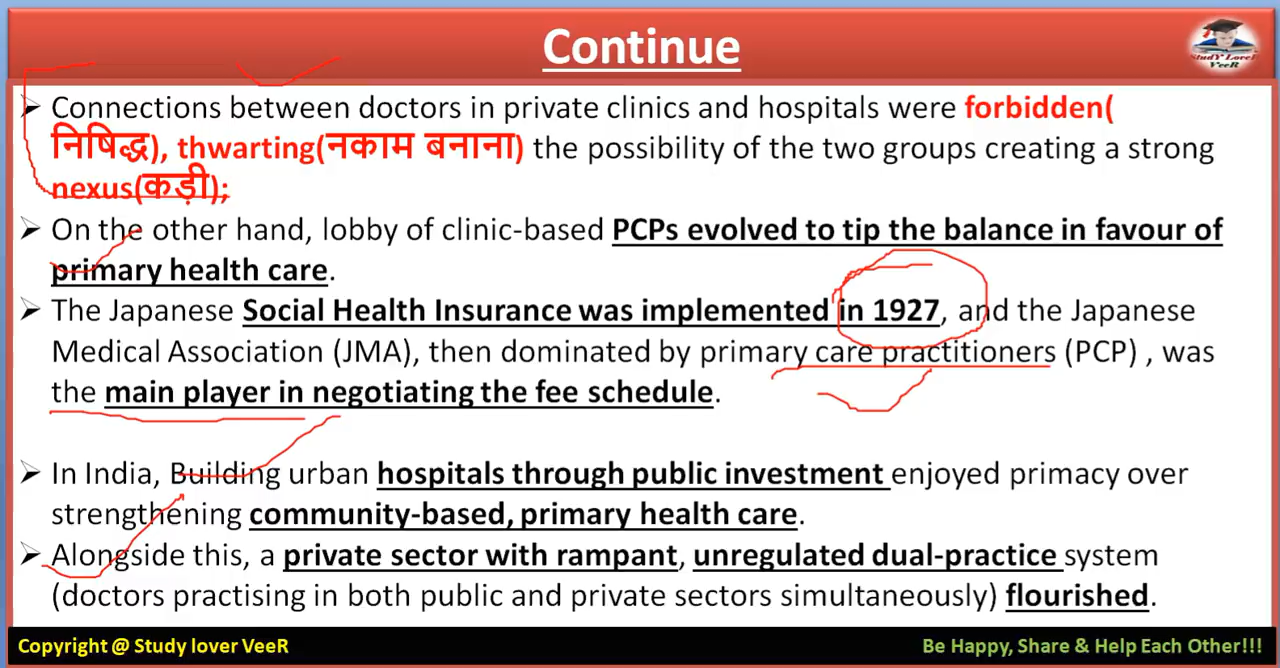 Continue
StudY LoveR
VeeR
➤ Connections between doctors in private clinics and hospitals were forbidden(
निषिद्ध), thwarting(नकाम बनाना) the possibility of the two groups creating a strong
nexus(कड़ी);
➤ On the other hand, lobby of clinic-based PCPs evolved to tip the balance in favour of
primary health care.
➤ The Japanese Social Health Insurance was implemented in 1927, and the Japanese
Medical Association (JMA), then dominated by primary care practitioners (PCP) , was
the main player in negotiating the fee schedule.
➤ In India, Building urban hospitals through public investment enjoyed primacy over
strengthening community-based, primary health care.
➤ Alongside this, a private sector with rampant, unregulated dual-practice system
(doctors practising in both public and private sectors simultaneously) flourished.
Copyright @ Study lover VeeR
Be Happy, Share & Help Each Other!!!